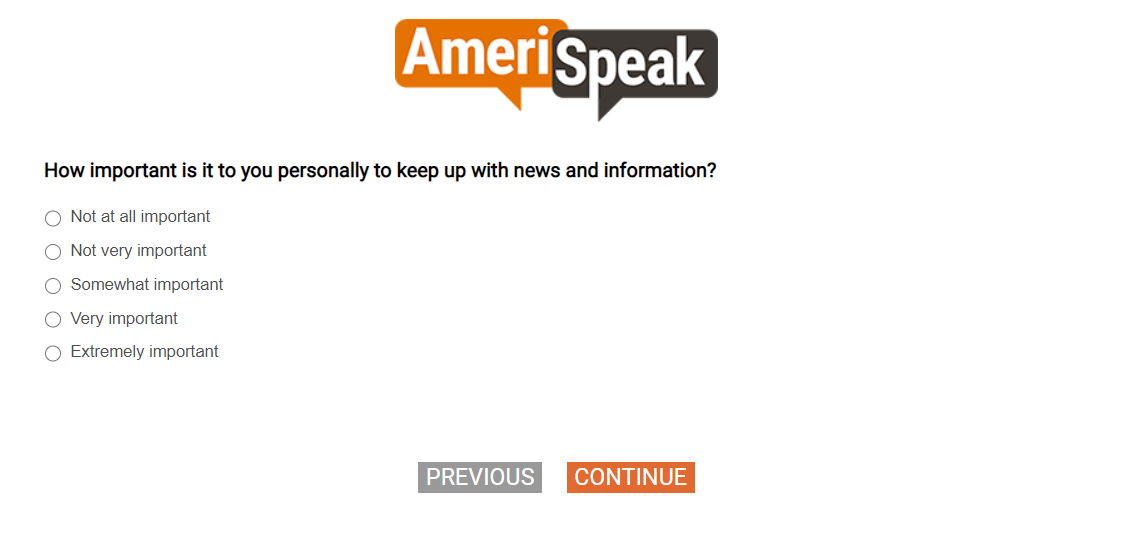 AmeriSpeak
How important is it to you personally to keep up with news and information?
Not at all important
Not very important
Somewhat important
Very important
Extremely important
PREVIOUS CONTINUE